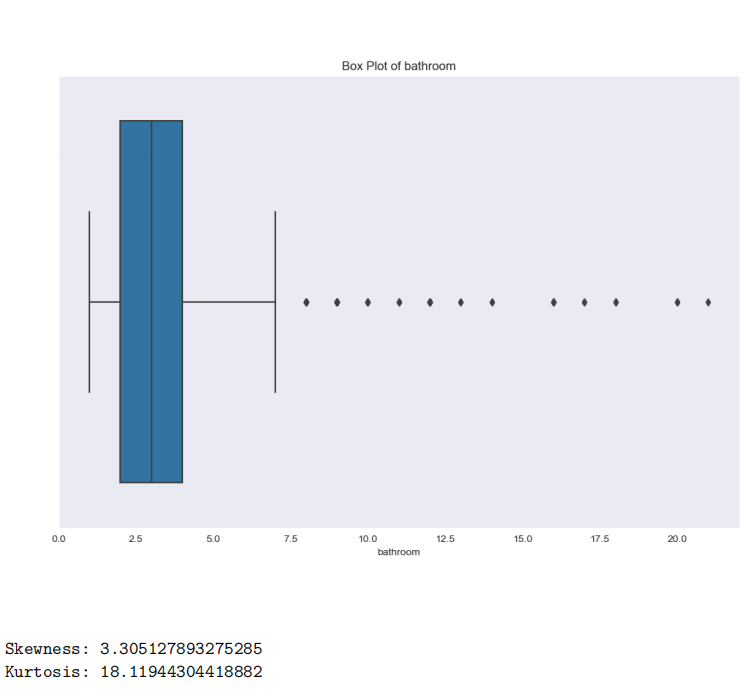 Box Plot of bathroom
0.0 2.5 5.0 7.5 10.0 12.5 15.0 17.5 20.0
bathroom
Skewness: 3.305127893275285
Kurtosis: 18.11944304418882